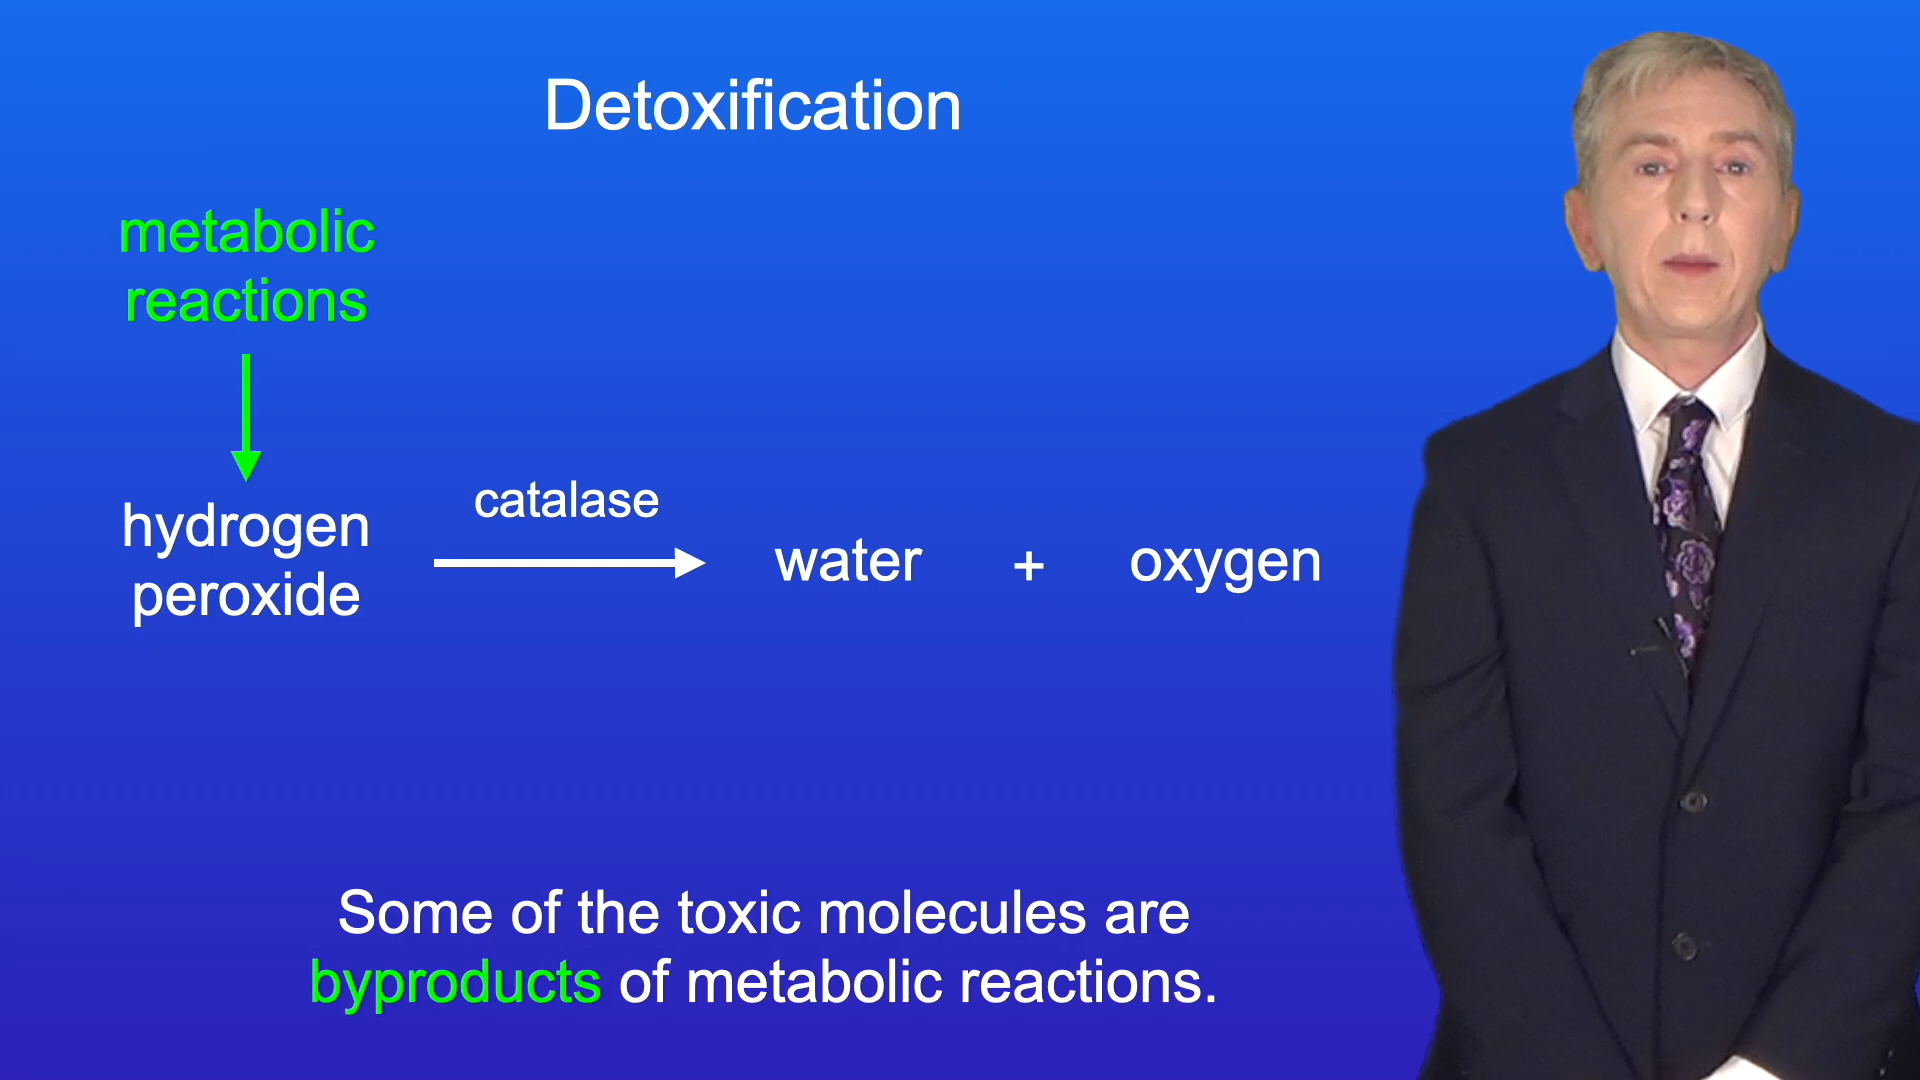 Detoxification
metabolic
reactions
hydrogen
peroxide
catalase
water + oxygen
Some of the toxic molecules are
byproducts of metabolic reactions.